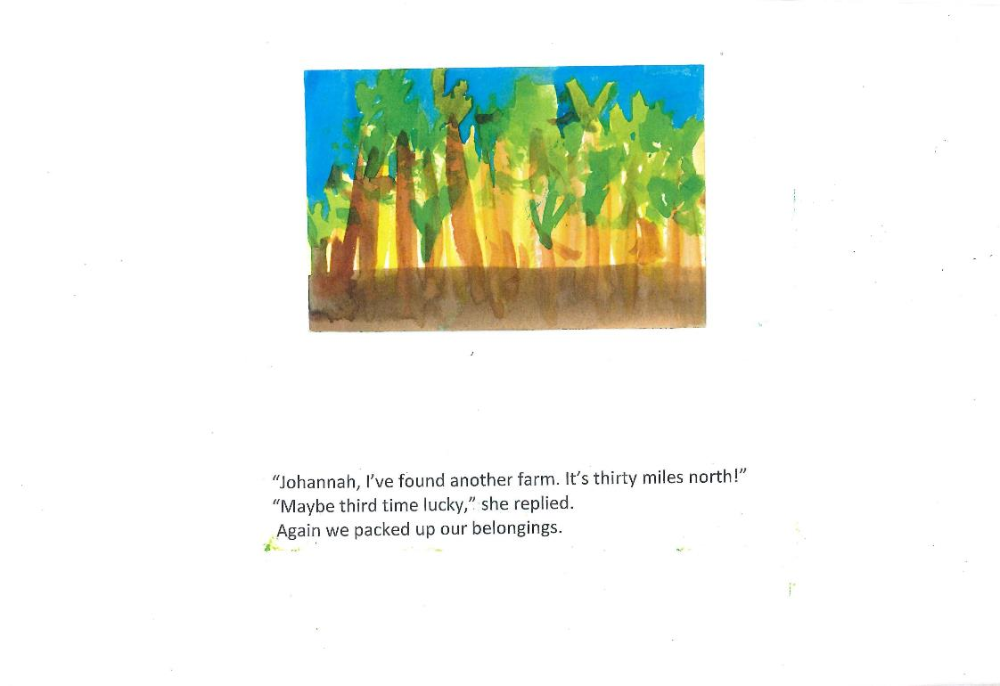 “Johannah, I’ve found another farm. It’s thirty miles north!”
“Maybe third time lucky,” she replied.
Again we packed up our belongings.